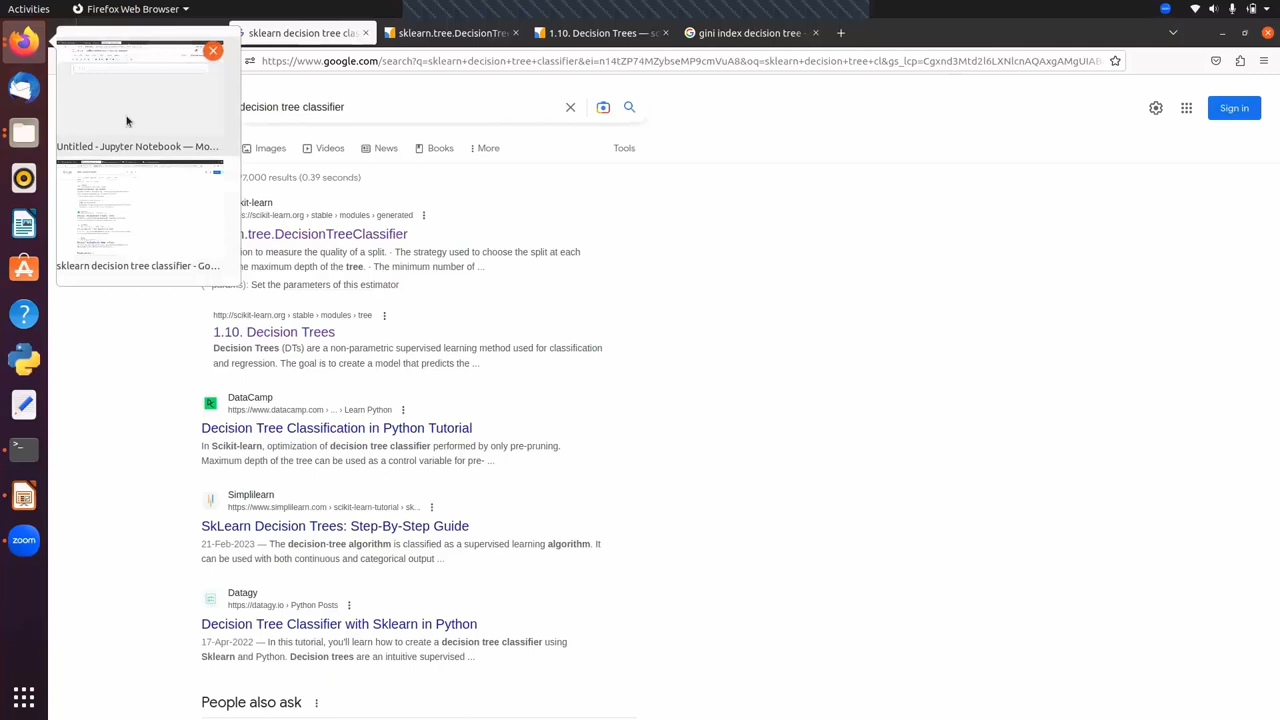 Activities
Firefox Web Browser
sklearn decision tree clas
sklearn.tree.DecisionTre
1.10. Decision Trees — sc
gini index decision tree -
https://www.google.com/search?q=sklearn+decision+tree+classifier&ei=n14tZP74MZybseMP9cmVuA8&oq=sklearn+decision+tree+cl&gs_lcp=Cgxnd3Mtd2l6LXNlcnAQAxgAMgUIAB
decision tree classifier
Sign in
Images
Videos
News
Books
More
Tools
Untitled - Jupyter Notebook — Mo...
7,000 results (0.39 seconds)
kit-learn
s://scikit-learn.org › stable › modules › generated
n.tree.DecisionTreeClassifier
ction to measure the quality of a split. · The strategy used to choose the split at each
he maximum depth of the tree. · The minimum number of ...
sklearn decision tree classifier - Go...
params): Set the parameters of this estimator
http://scikit-learn.org › stable › modules › tree
1.10. Decision Trees
Decision Trees (DTs) are a non-parametric supervised learning method used for classification
and regression. The goal is to create a model that predicts the ...
DataCamp
https://www.datacamp.com › ... › Learn Python
Decision Tree Classification in Python Tutorial
In Scikit-learn, optimization of decision tree classifier performed by only pre-pruning.
Maximum depth of the tree can be used as a control variable for pre- ...
Simplilearn
https://www.simplilearn.com › scikit-learn-tutorial › sk...
SkLearn Decision Trees: Step-By-Step Guide
21-Feb-2023 — The decision-tree algorithm is classified as a supervised learning algorithm. It
can be used with both continuous and categorical output ...
zoom
Datagy
https://datagy.io › Python Posts
Decision Tree Classifier with Sklearn in Python
17-Apr-2022 — In this tutorial, you'll learn how to create a decision tree classifier using
Sklearn and Python. Decision trees are an intuitive supervised ...
People also ask